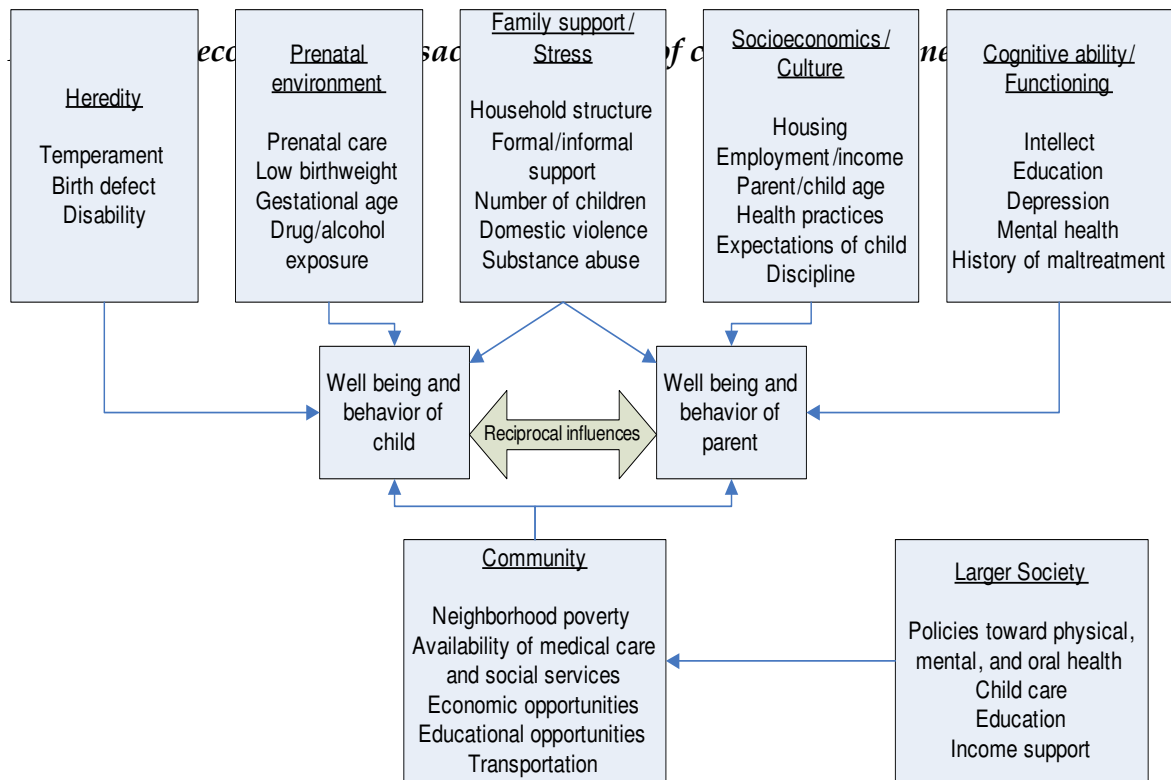 Heredity
Temperament
Birth defect
Disability
Prenatal
environment
Prenatal care
Low birthweight
Gestational age
Drug/alcohol
exposure
Family support/
Stress
Household structure
Formal/informal
support
Number of children
Domestic violence
Substance abuse
Socioeconomics/
Culture
Housing
Employment/income
Parent/child age
Health practices
Expectations of child
Discipline
Cognitive ability/
Functioning
Intellect
Education
Depression
Mental health
History of maltreatment
of
Well being and
behavior of
child
Reciprocal influences
Well being and
behavior of
parent
Community
Neighborhood poverty
Availability of medical care
and social services
Economic opportunities
Educational opportunities
Transportation
Larger Society
Policies toward physical,
mental, and oral health
Child care
Education
Income support